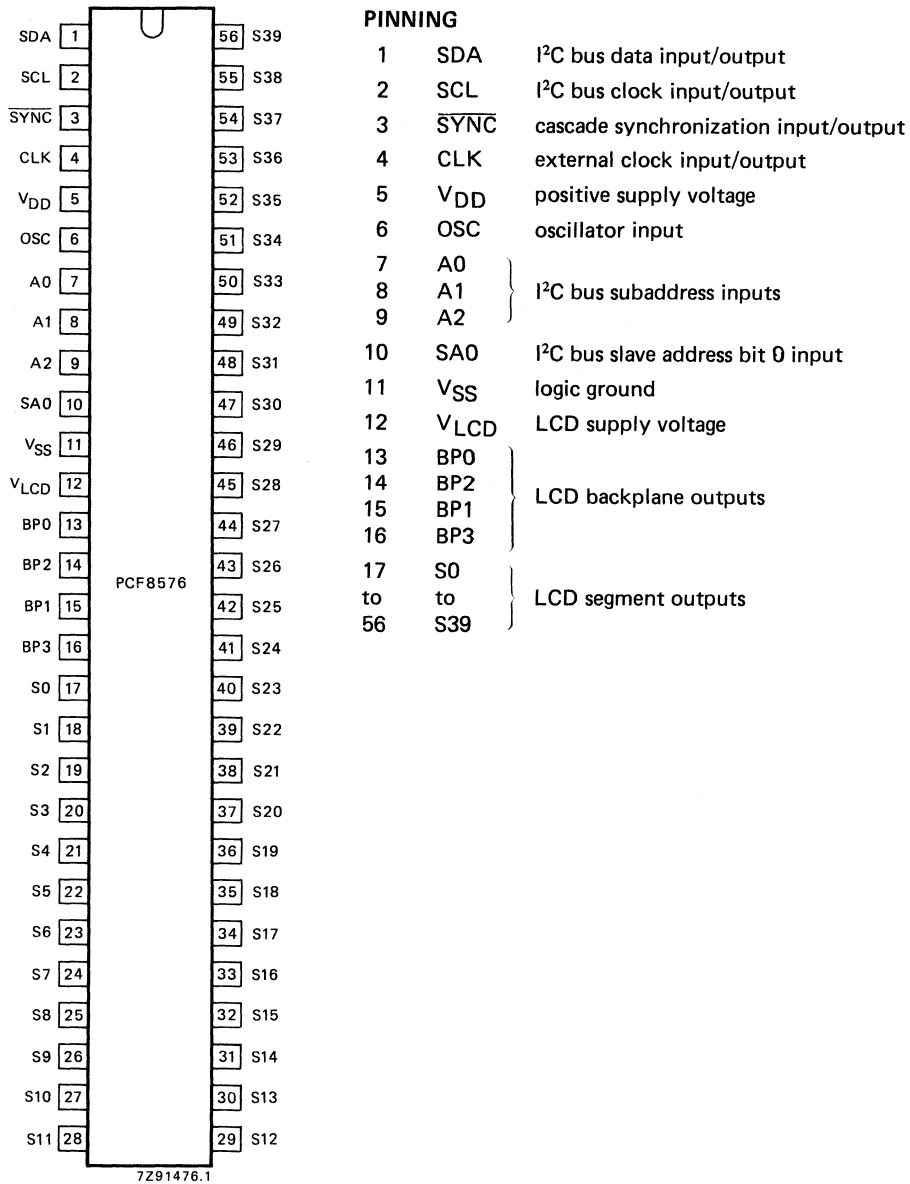 SDA 1
SCL 2
SYNC 3
CLK 4
VDD 5
OSC 6
A0 7
A1 8
A2 9
SA0 10
VSS 11
VLCD 12
BP0 13
BP2 14
BP1 15
BP3 16
S0 17
S1 18
S2 19
S3 20
S4 21
S5 22
S6 23
S7 24
S8 25
S9 26
S10 27
S11 28
PCF8576
56 S39
55 S38
54 S37
53 S36
52 S35
51 S34
50 S33
49 S32
48 S31
47 S30
46 S29
45 S28
44 S27
43 S26
42 S25
41 S24
40 S23
39 S22
38 S21
37 S20
36 S19
35 S18
34 S17
33 S16
32 S15
31 S14
30 S13
29 S12
7Z91476.1
PINNING
1 SDA I²C bus data input/output
2 SCL I²C bus clock input/output
3 SYNC cascade synchronization input/output
4 CLK external clock input/output
5 VDD positive supply voltage
6 OSC oscillator input
7 A0
8 A1 I²C bus subaddress inputs
9 A2
10 SA0 I²C bus slave address bit 0 input
11 VSS logic ground
12 VLCD LCD supply voltage
13 BP0
14 BP2
LCD backplane outputs
15 BP1
16 BP3
17 S0
to to LCD segment outputs
56 S39